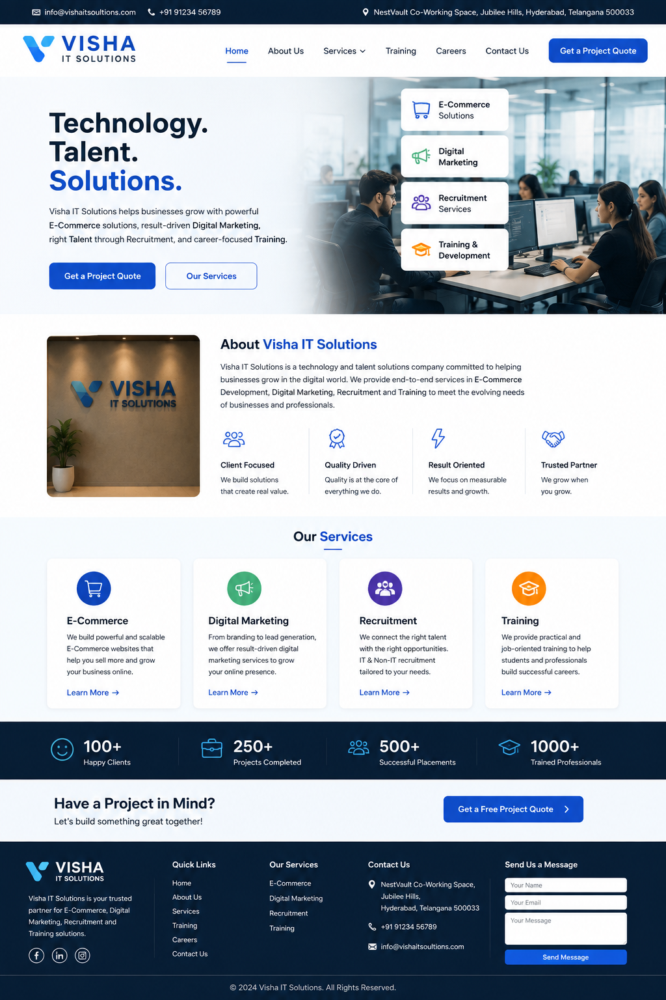 info@vishaitsoultions.com
+91 91234 56789
NestVault Co-Working Space, Jubilee Hills, Hyderabad, Telangana 500033
VISHA
IT SOLUTIONS
Home
About Us
Services
Training
Careers
Contact Us
Get a Project Quote
Technology.
Talent.
Solutions.
Visha IT Solutions helps businesses grow with powerful
E-Commerce solutions, result-driven Digital Marketing,
right Talent through Recruitment, and career-focused Training.
Get a Project Quote
Our Services
E-Commerce
Solutions
Digital
Marketing
Recruitment
Services
Training &
Development
VISHA
IT SOLUTIONS
About Visha IT Solutions
Visha IT Solutions is a technology and talent solutions company committed to helping
businesses grow in the digital world. We provide end-to-end services in E-Commerce
Development, Digital Marketing, Recruitment and Training to meet the evolving needs
of businesses and professionals.
Client Focused
We build solutions
that create real value.
Quality Driven
Quality is at the core of
everything we do.
Result Oriented
We focus on measurable
results and growth.
Trusted Partner
We grow when
you grow.
Our Services
E-Commerce
We build powerful and scalable
E-Commerce websites that
help you sell more and grow
your business online.
Learn More →
Digital Marketing
From branding to lead generation,
we offer result-driven digital
marketing services to grow
your online presence.
Learn More →
Recruitment
We connect the right talent
with the right opportunities.
IT & Non-IT recruitment
tailored to your needs.
Learn More →
Training
We provide practical and
job-oriented training to help
students and professionals
build successful careers.
Learn More →
100+
Happy Clients
250+
Projects Completed
500+
Successful Placements
1000+
Trained Professionals
Have a Project in Mind?
Let's build something great together!
Get a Free Project Quote
VISHA
IT SOLUTIONS
Visha IT Solutions is your trusted
partner for E-Commerce, Digital
Marketing, Recruitment and
Training solutions.
Quick Links
Home
About Us
Services
Training
Careers
Contact Us
Our Services
E-Commerce
Digital Marketing
Recruitment
Training
Contact Us
NestVault Co-Working Space,
Jubilee Hills,
Hyderabad, Telangana 500033
+91 91234 56789
info@vishaitsoultions.com
Send Us a Message
Your Name
Your Email
Your Message
Send Message
© 2024 Visha IT Solutions. All Rights Reserved.